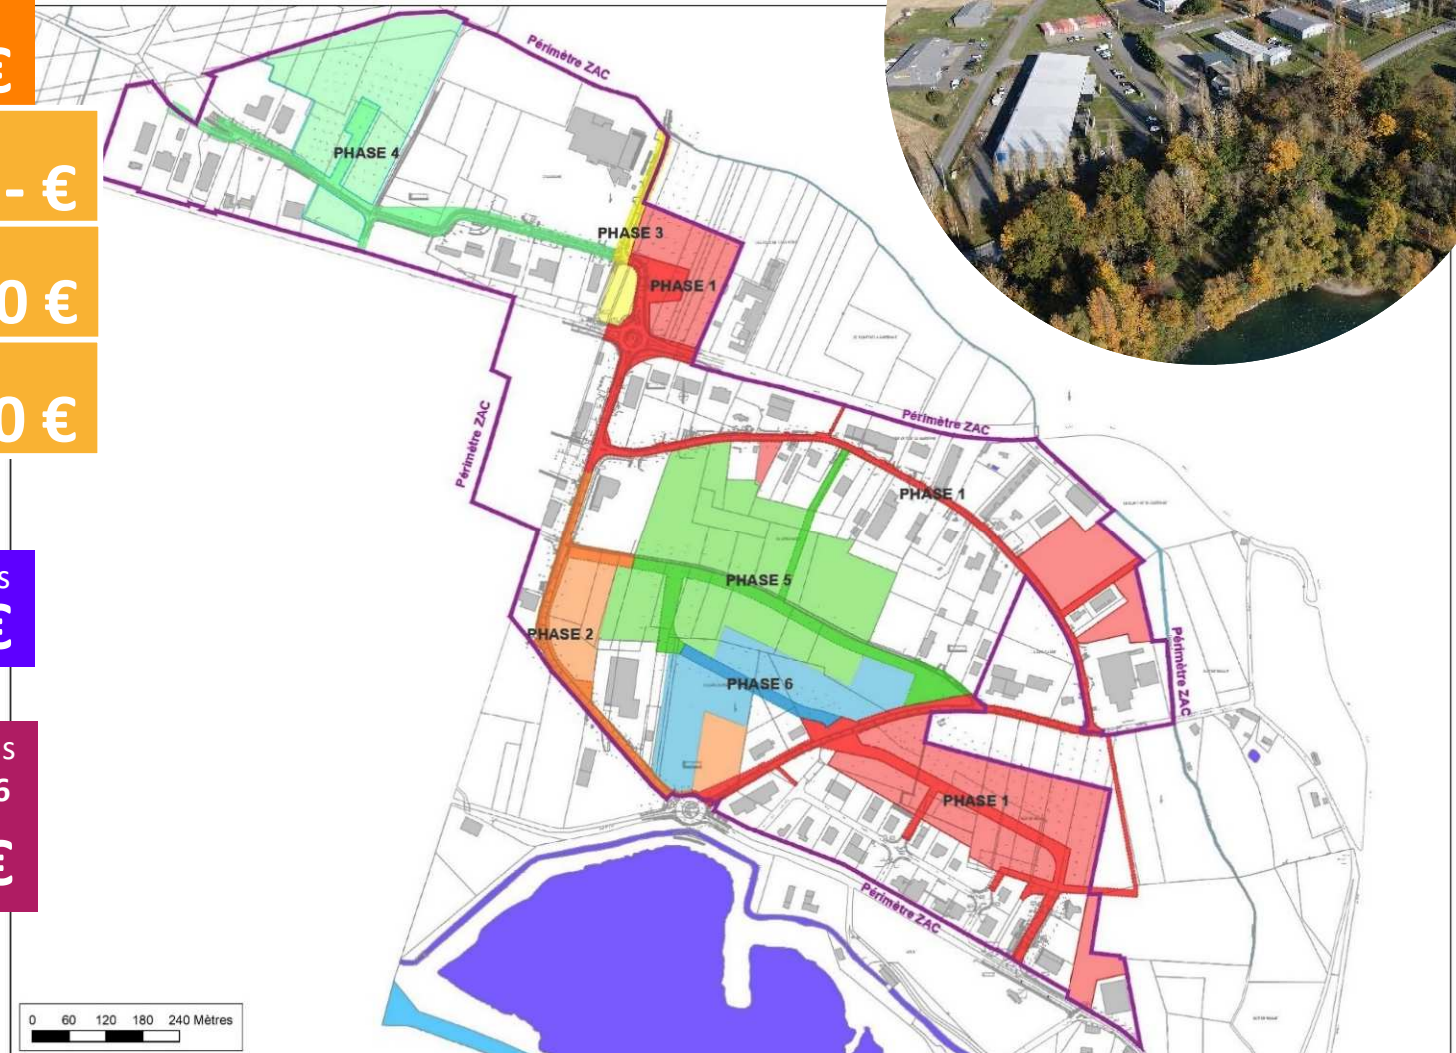 €
- €
0 €
0 €
s
€
s
6
€
Périmètre ZAC
PHASE 4
PHASE 3
PHASE 1
Périmètre ZAC
Périmètre ZAC
PHASE 1
PHASE 5
PHASE 2
Périmètre ZAC
PHASE 6
PHASE 1
Périmètre ZAC
0 60 120 180 240 Mètres